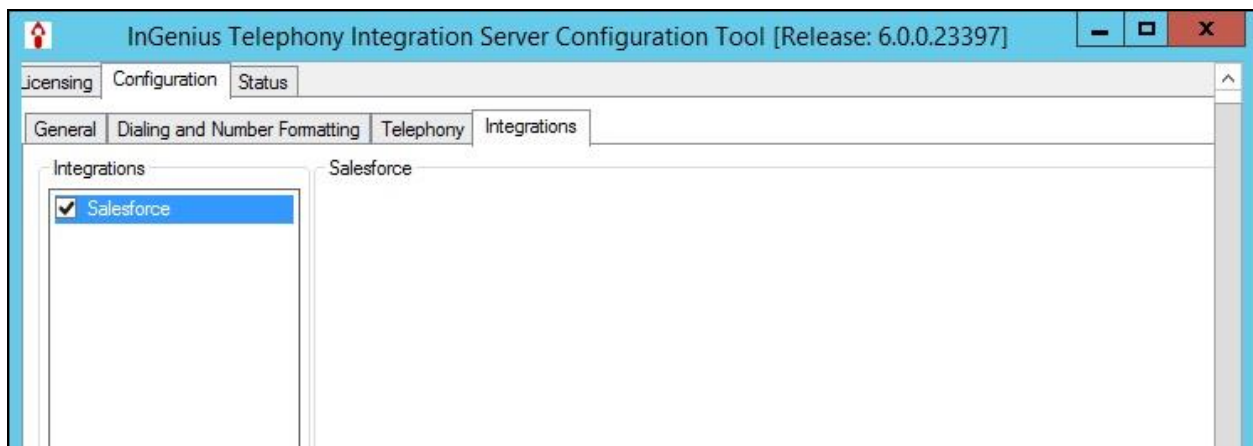 InGenius Telephony Integration Server Configuration Tool [Release: 6.0.0.23397]
Licensing Configuration Status
General Dialing and Number Formatting Telephony Integrations
Integrations Salesforce
Salesforce